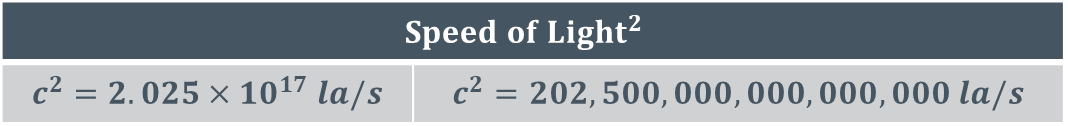 Speed of Light²
c² = 2.025 × 10¹⁷ la/s
c² = 202,500,000,000,000,000 la/s